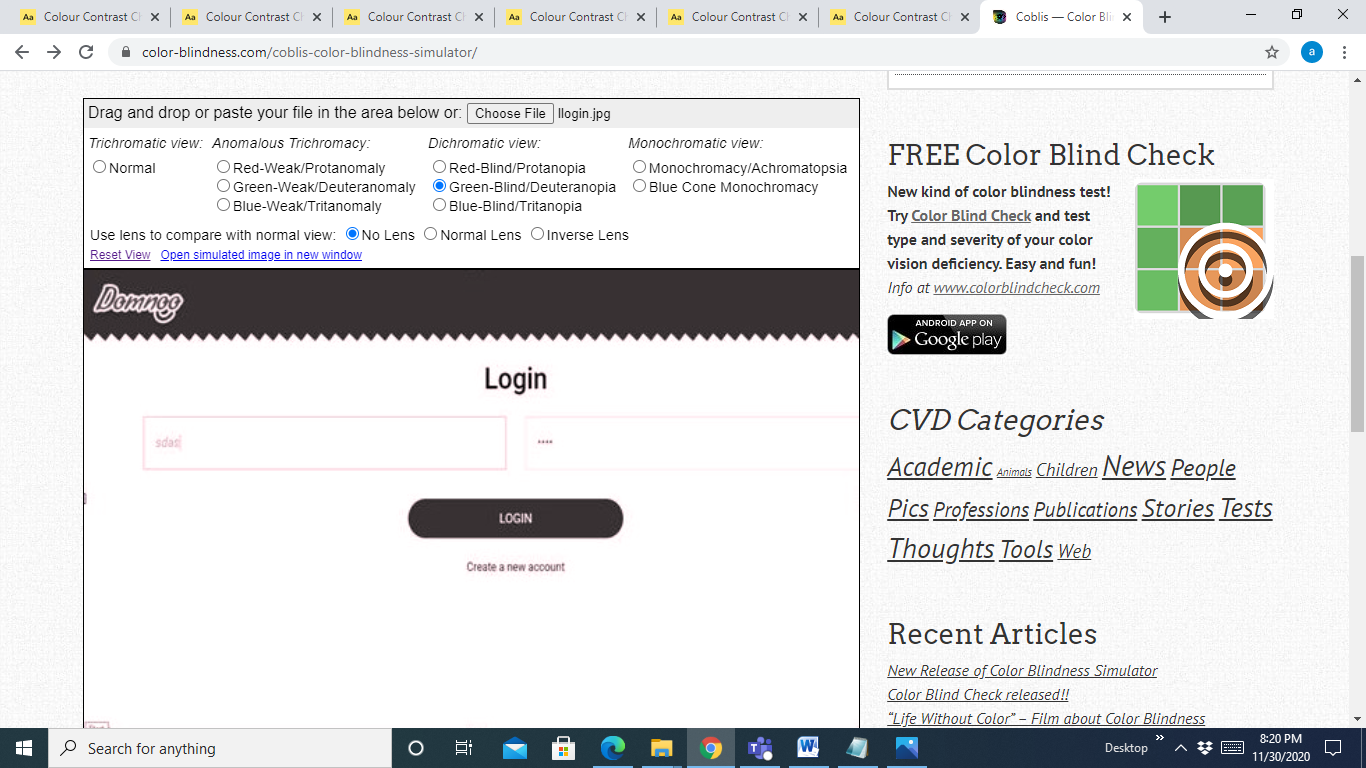 Colour Contrast Ch
Colour Contrast Ch
Colour Contrast Ch
Colour Contrast Ch
Colour Contrast Ch
Colour Contrast Ch
Coblis — Color Blin
color-blindness.com/coblis-color-blindness-simulator/
a
Drag and drop or paste your file in the area below or: Choose File llogin.jpg
Trichromatic view: Anomalous Trichromacy: Dichromatic view: Monochromatic view:
Normal Red-Weak/Protanomaly Red-Blind/Protanopia Monochromacy/Achromatopsia
Green-Weak/Deuteranomaly Green-Blind/Deuteranopia Blue Cone Monochromacy
Blue-Weak/Tritanomaly Blue-Blind/Tritanopia
Use lens to compare with normal view: No Lens Normal Lens Inverse Lens
Reset View Open simulated image in new window
Damngo
Login
sdas
LOGIN
Create a new account
FREE Color Blind Check
New kind of color blindness test!
Try Color Blind Check and test
type and severity of your color
vision deficiency. Easy and fun!
Info at www.colorblindcheck.com
ANDROID APP ON
Google play
CVD Categories
Academic Animals Children News People
Pics Professions Publications Stories Tests
Thoughts Tools Web
Recent Articles
New Release of Color Blindness Simulator
Color Blind Check released!!
“Life Without Color” – Film about Color Blindness
Search for anything
Desktop
8:20 PM
11/30/2020